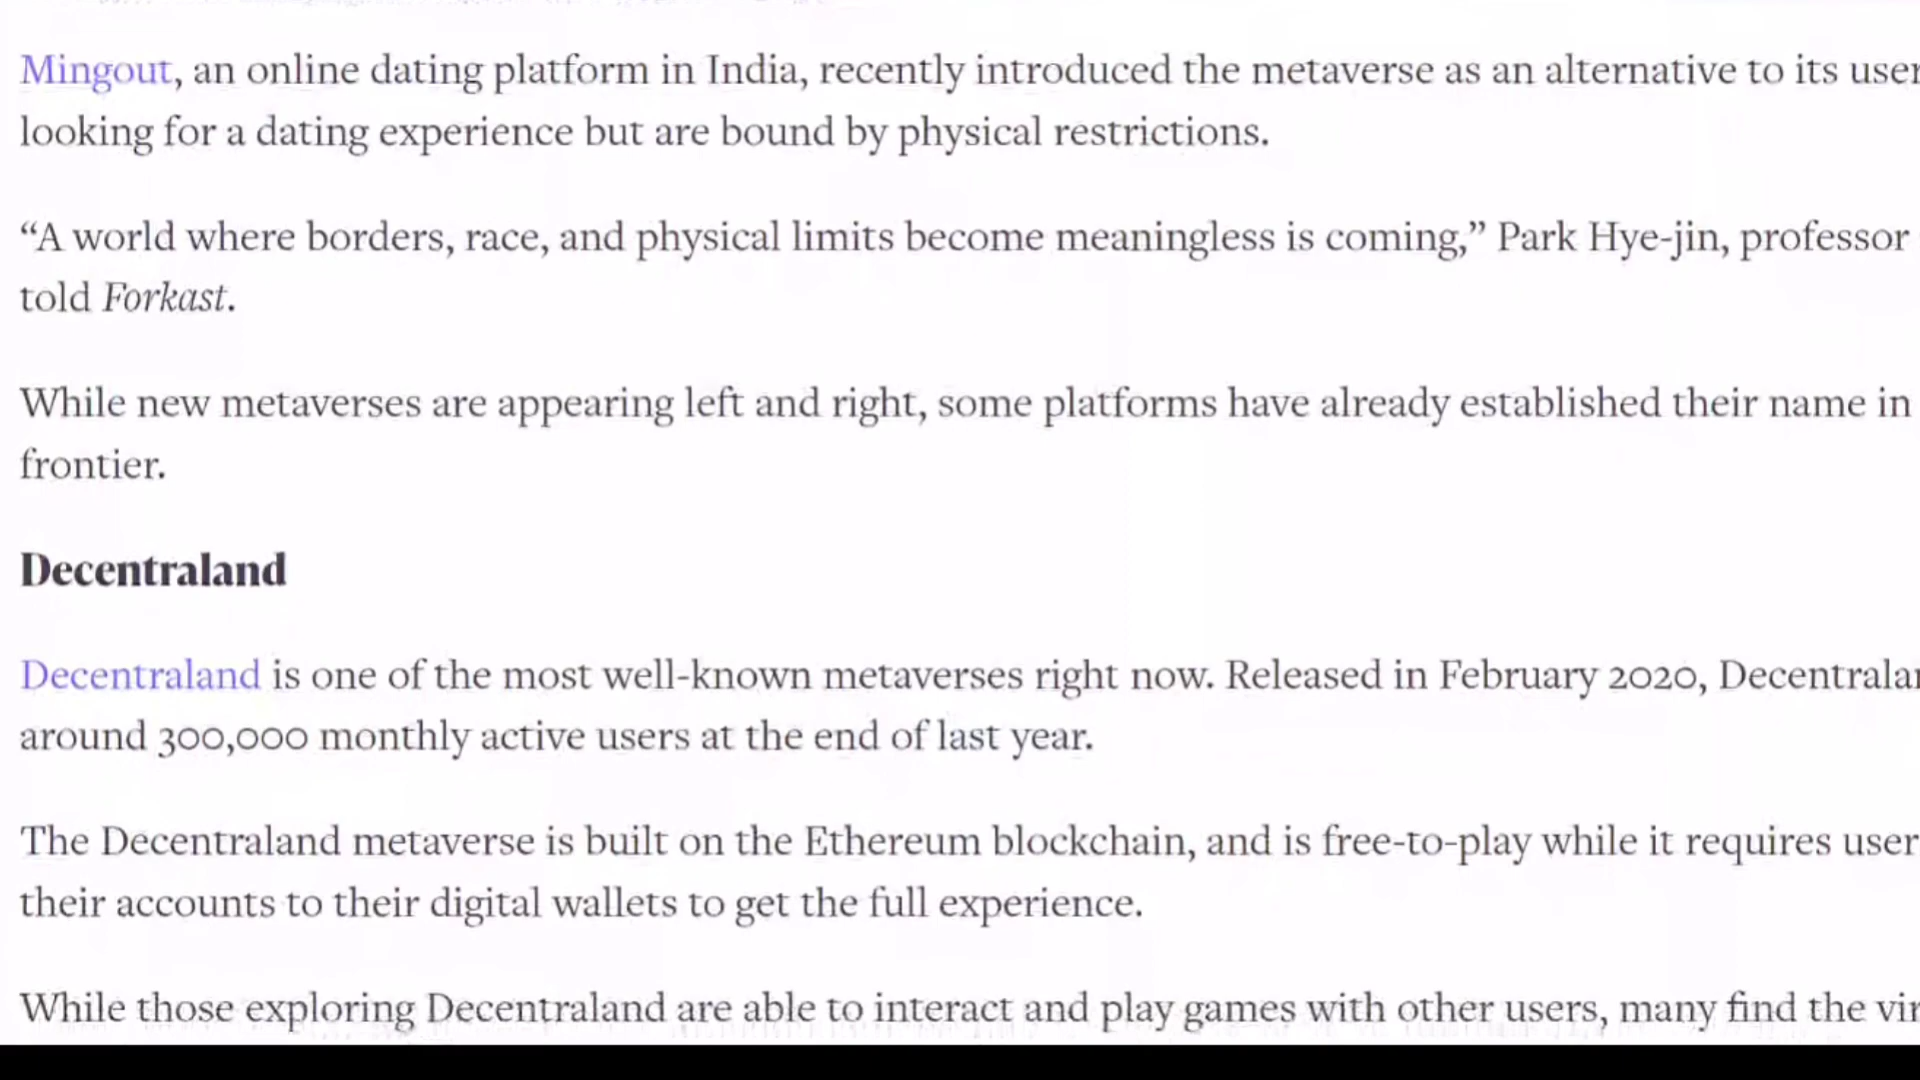 Mingout, an online dating platform in India, recently introduced the metaverse as an alternative to its
looking for a dating experience but are bound by physical restrictions.
“A world where borders, race, and physical limits become meaningless is coming,” Park Hye-jin, professor
told Forkast.
While new metaverses are appearing left and right, some platforms have already established their name in
frontier.
Decentraland
Decentraland is one of the most well-known metaverses right now. Released in February 2020,
around 300,000 monthly active users at the end of last year.
The Decentraland metaverse is built on the Ethereum blockchain, and is free-to-play while it requires
their accounts to their digital wallets to get the full experience.
While those exploring Decentraland are able to interact and play games with other users, many find the